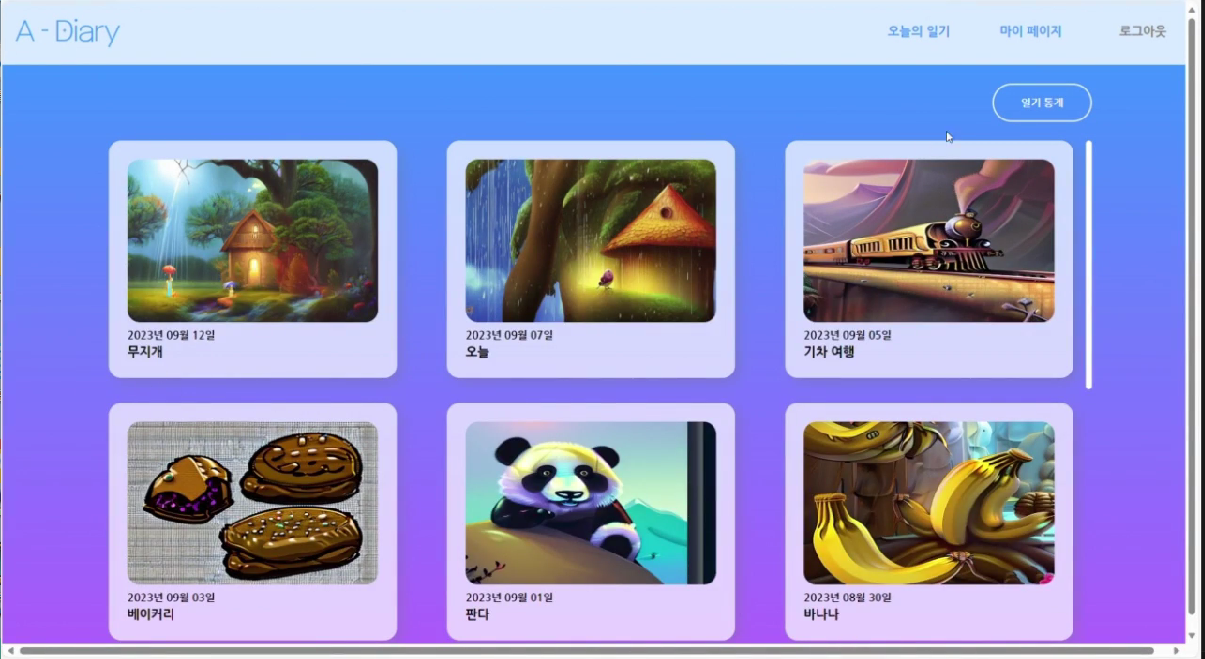 A - Diary
오늘의 일기
마이 페이지
로그아웃
일기 통계
2023년 09월 12일
무지개
2023년 09월 07일
오늘
2023년 09월 05일
기차 여행
2023년 09월 03일
베이커리
2023년 09월 01일
판다
2023년 08월 30일
바나나